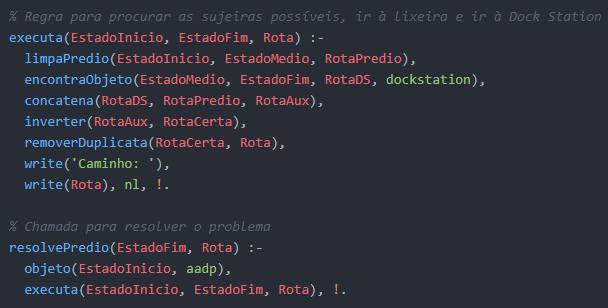 % Regra para procurar as sujeiras possíveis, ir à lixeira e ir à Dock Station
executa(EstadoInicio, EstadoFim, Rota) :-
  limpaPredio(EstadoInicio, EstadoMedio, RotaPredio),
  encontraObjeto(EstadoMedio, EstadoFim, RotaDS, dockstation),
  concatena(RotaDS, RotaPredio, RotaAux),
  inverter(RotaAux, RotaCerta),
  removerDuplicata(RotaCerta, Rota),
  write('Caminho: '),
  write(Rota), nl, !.

% Chamada para resolver o problema
resolvePredio(EstadoFim, Rota) :-
  objeto(EstadoInicio, aadp),
  executa(EstadoInicio, EstadoFim, Rota), !.